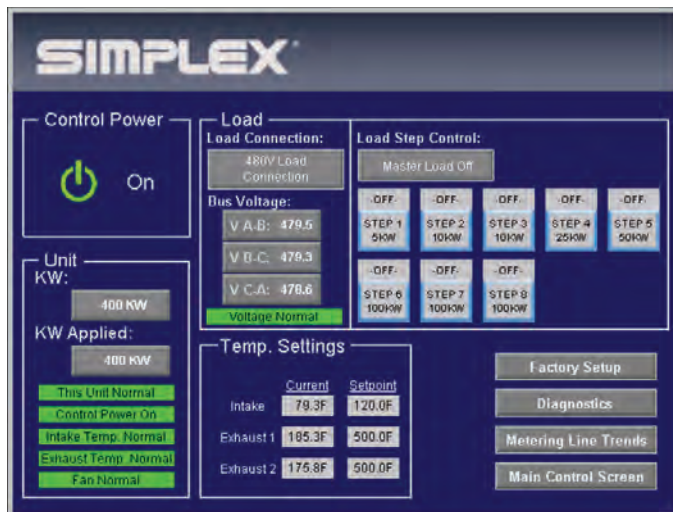 SIMPLEX
Control Power
On
Unit
KW:
400 KW
KW Applied:
400 KW
This Unit Normal
Control Power On
Intake Temp. Normal
Exhaust Temp. Normal
Fan Normal
Load
Load Connection:
480V Load
Connection
Bus Voltage:
V A-B: 479.5
V B-C: 479.3
V C-A: 478.6
Voltage Normal
Load Step Control:
Master Load Off
-OFF- -OFF- -OFF- -OFF- -OFF-
STEP 1 STEP 2 STEP 3 STEP 4 STEP 5
5KW 10KW 10KW 25KW 50KW
-OFF- -OFF- -OFF-
STEP 6 STEP 7 STEP 8
100KW 100KW 100KW
Temp. Settings
Current Setpoint
Intake 79.3F 120.0F
Exhaust 1 185.3F 500.0F
Exhaust 2 175.8F 500.0F
Factory Setup
Diagnostics
Metering Line Trends
Main Control Screen